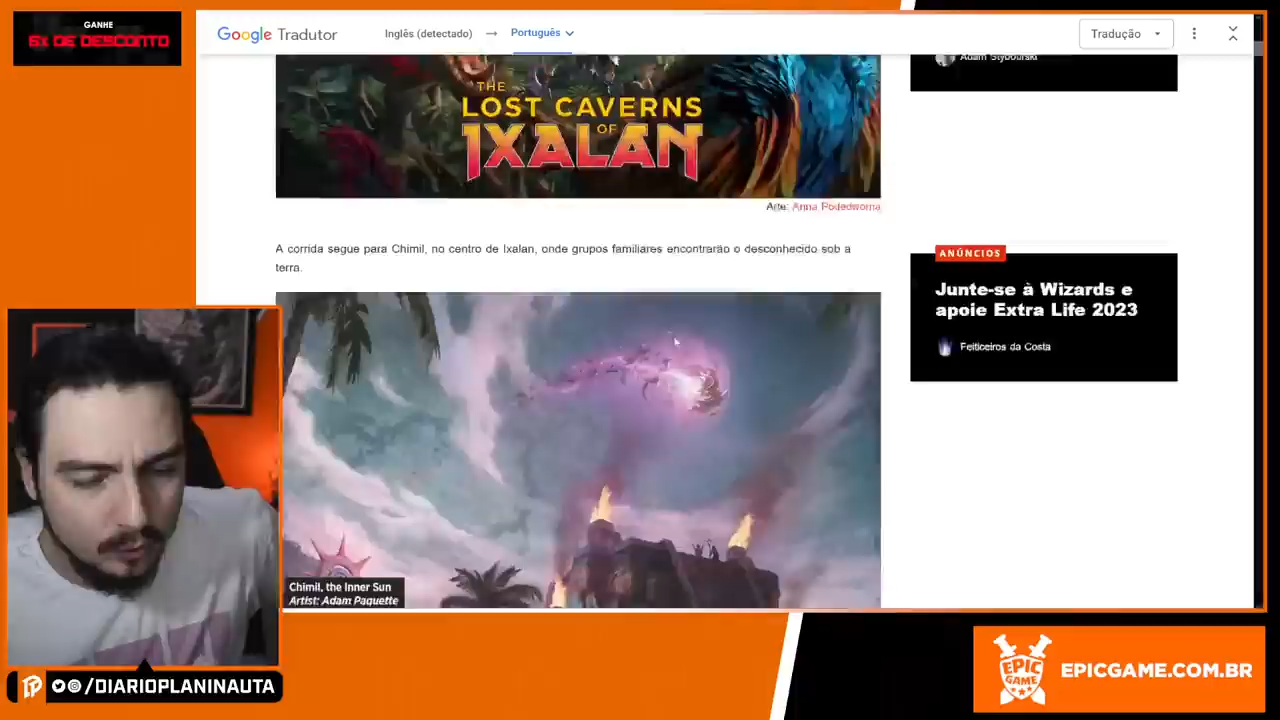 GANHE
6% DE DESCONTO
Google Tradutor
Inglês (detectado) → Português
Tradução
THE
LOST CAVERNS
OF
IXALAN
Adam Styborski
Arte: Anna Podedworna
A corrida segue para Chimil, no centro de Ixalan, onde grupos familiares encontrarão o desconhecido sob a
terra.
ANÚNCIOS
Junte-se à Wizards e
apoie Extra Life 2023
Feiticeiros da Costa
Chimil, the Inner Sun
Artist: Adam Paquette
/DIARIOPLANINAUTA
EPIC
GAME
EPICGAME.COM.BR